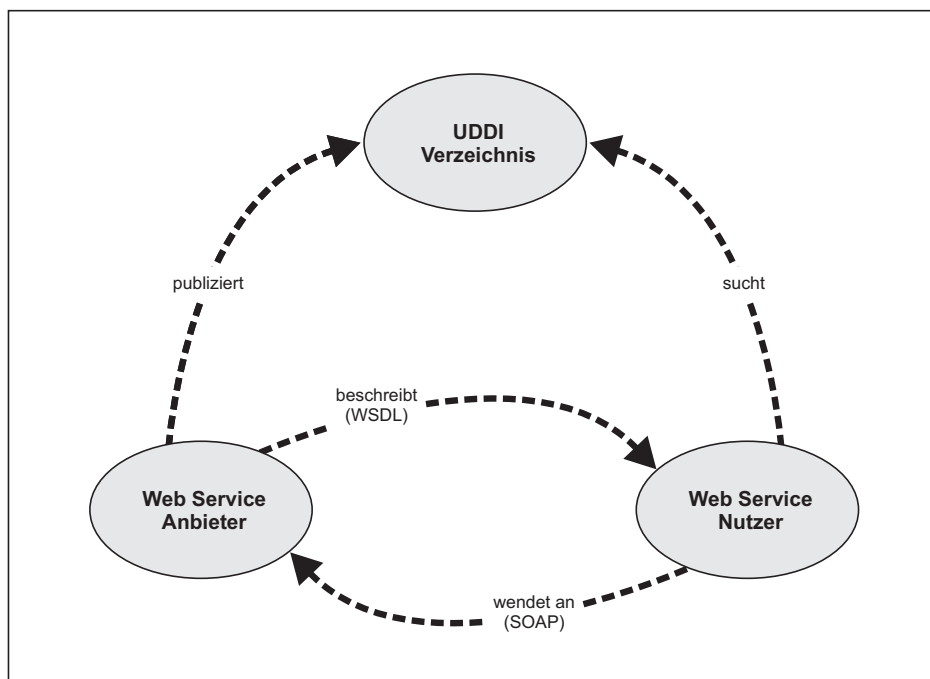 UDDI
Verzeichnis
publiziert
sucht
beschreibt
(WSDL)
Web Service
Anbieter
Web Service
Nutzer
wendet an
(SOAP)